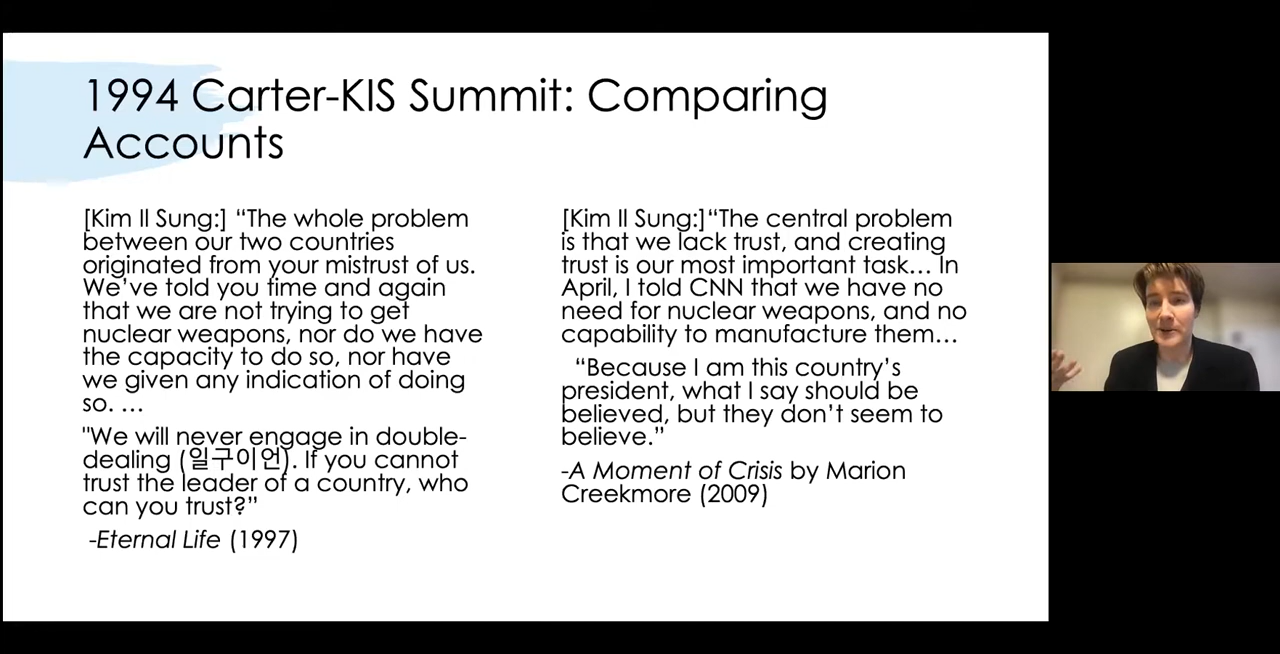 1994 Carter-KIS Summit: Comparing
Accounts
[Kim Il Sung:] “The whole problem
between our two countries
originated from your mistrust of us.
We’ve told you time and again
that we are not trying to get
nuclear weapons, nor do we have
the capacity to do so, nor have
we given any indication of doing
so. …
"We will never engage in double-
dealing (일구이언). If you cannot
trust the leader of a country, who
can you trust?”
-Eternal Life (1997)
[Kim Il Sung:]“The central problem
is that we lack trust, and creating
trust is our most important task… In
April, I told CNN that we have no
need for nuclear weapons, and no
capability to manufacture them…
“Because I am this country’s
president, what I say should be
believed, but they don’t seem to
believe.”
-A Moment of Crisis by Marion
Creekmore (2009)